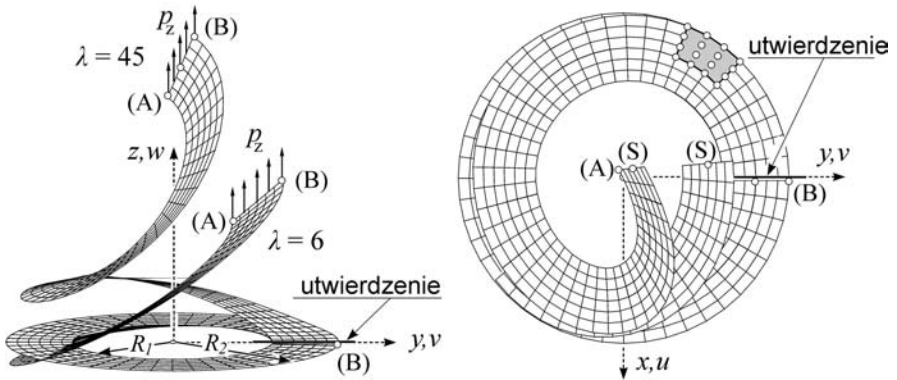 p_z
(B)
λ = 45
(A)
z,w
p_z
(B)
(A)
λ = 6
utwierdzenie
R_1
R_2
y,v
(B)
utwierdzenie
(S)
(S)
(A)
y,v
(B)
x,u